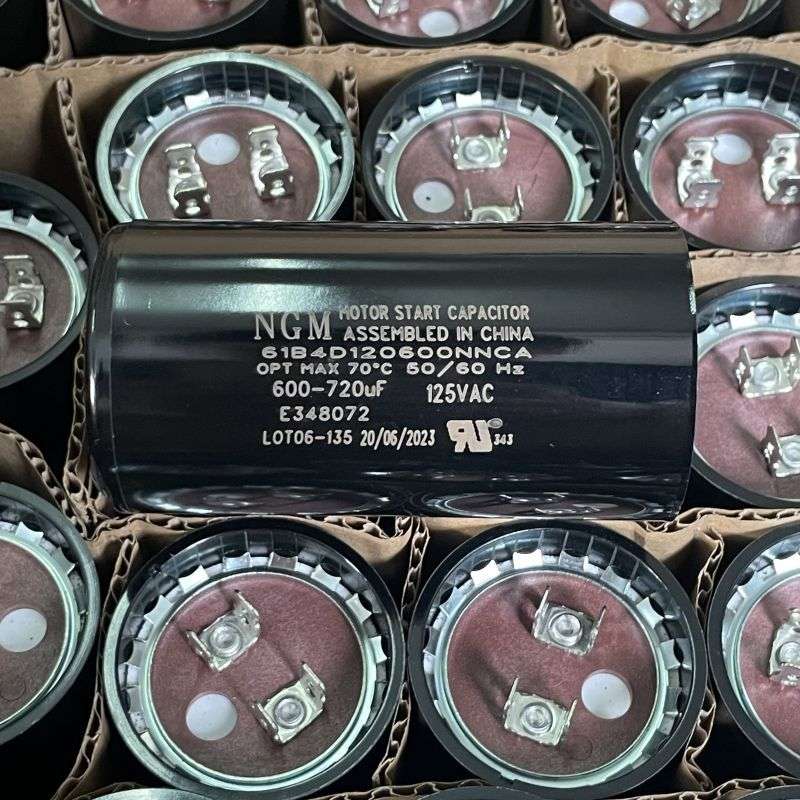 NGM MOTOR START CAPACITOR
ASSEMBLED IN CHINA
61B4D120600NNCA
OPT MAX 70°C 50/60 Hz
600-720uF 125VAC
E348072
LOT06-135 20/06/2023 RU 343